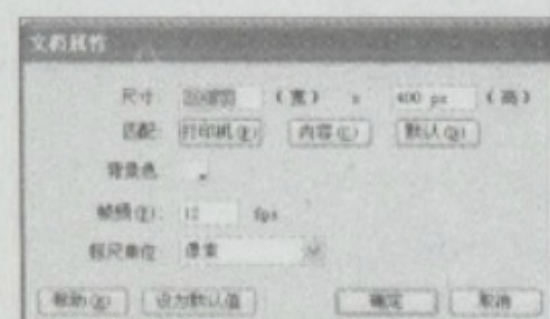 文档属性
尺寸: （宽） x 400 px （高）
匹配: 打印机(P) 内容(C) 默认(D)
背景色:
帧频(F): 12 fps
标尺单位: 像素
帮助(H) 设为默认值 确定 取消